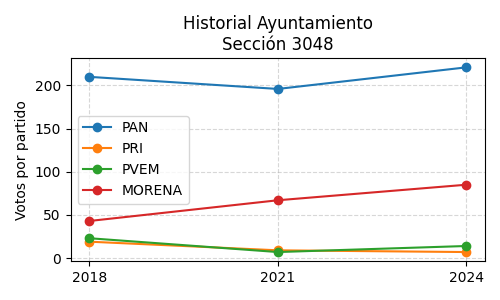 Historial Ayuntamiento
Sección 3048
Votos por partido
200
150
100
50
0
PAN
PRI
PVEM
MORENA
2018
2021
2024